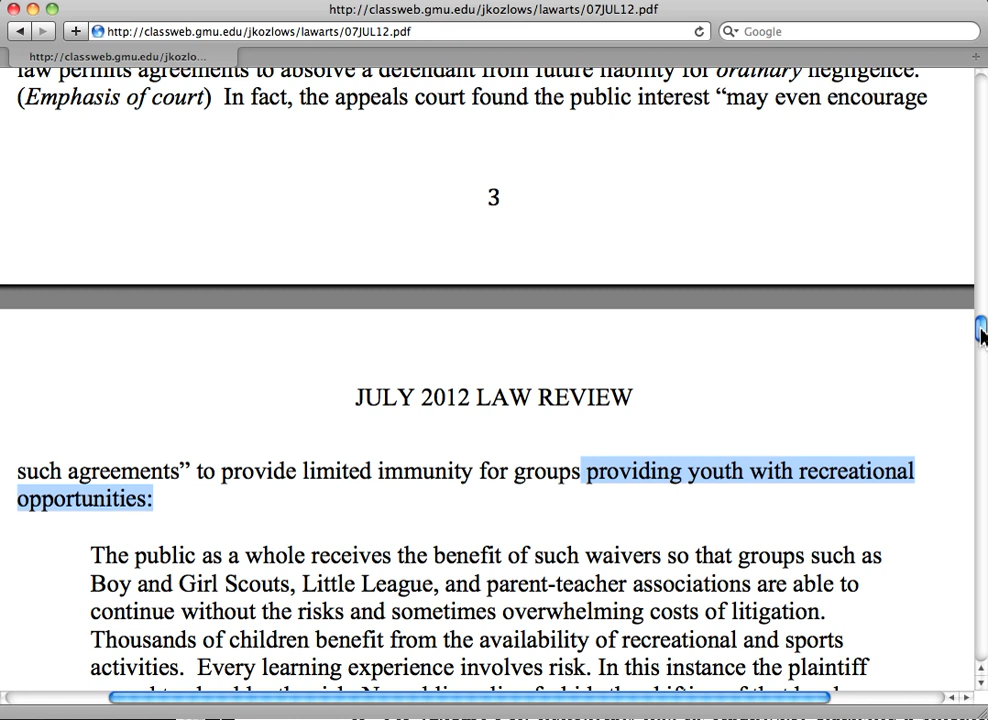 http://classweb.gmu.edu/jkozlows/lawarts/07JUL12.pdf
http://classweb.gmu.edu/jkozlows/lawarts/07JUL12.pdf
Google
http://classweb.gmu.edu/jkozlo...
law permits agreements to absolve a defendant from future liability for ordinary negligence.
(Emphasis of court)  In fact, the appeals court found the public interest “may even encourage
3
JULY 2012 LAW REVIEW
such agreements” to provide limited immunity for groups providing youth with recreational
opportunities:
The public as a whole receives the benefit of such waivers so that groups such as
Boy and Girl Scouts, Little League, and parent-teacher associations are able to
continue without the risks and sometimes overwhelming costs of litigation.
Thousands of children benefit from the availability of recreational and sports
activities.  Every learning experience involves risk. In this instance the plaintiff